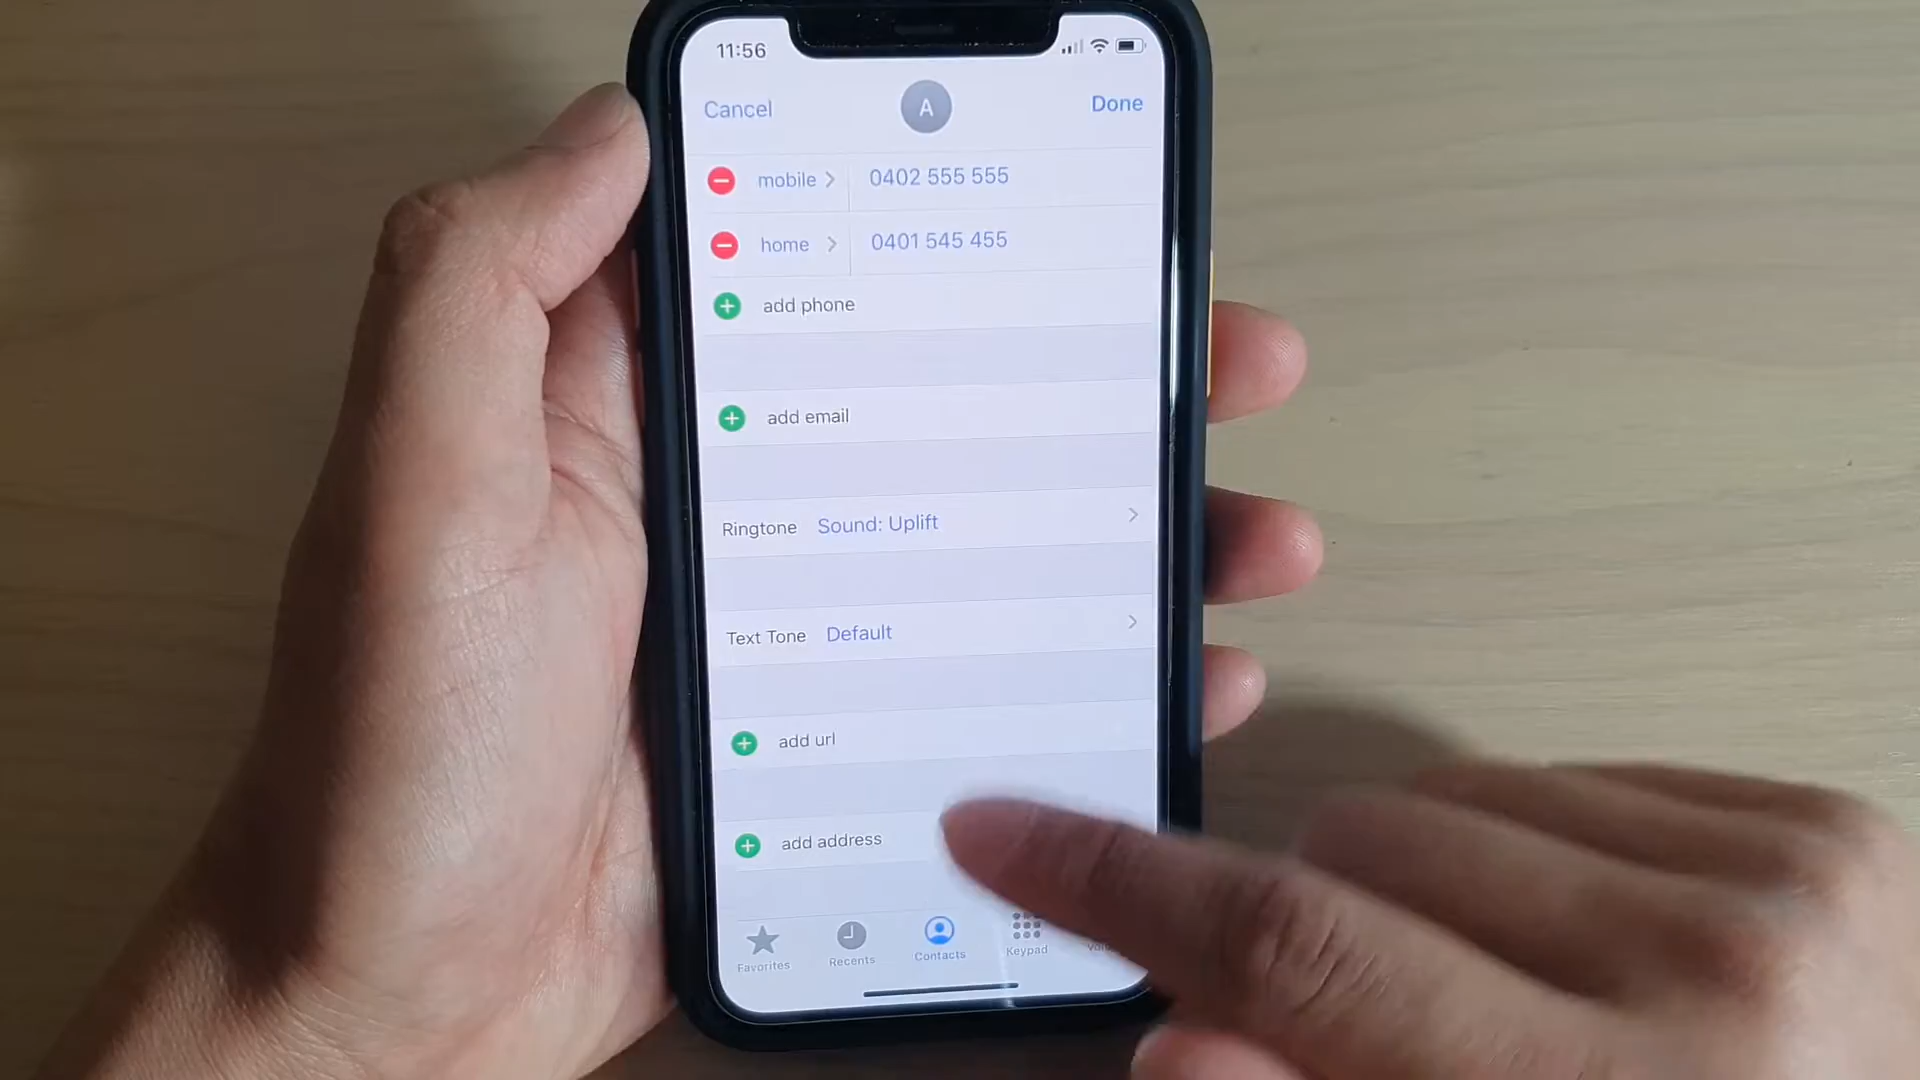 11:56
Cancel A Done
mobile 0402 555 555
home 0401 545 455
add phone
add email
Ringtone Sound: Uplift
Text Tone Default
add url
add address
Favorites Recents Contacts Keypad